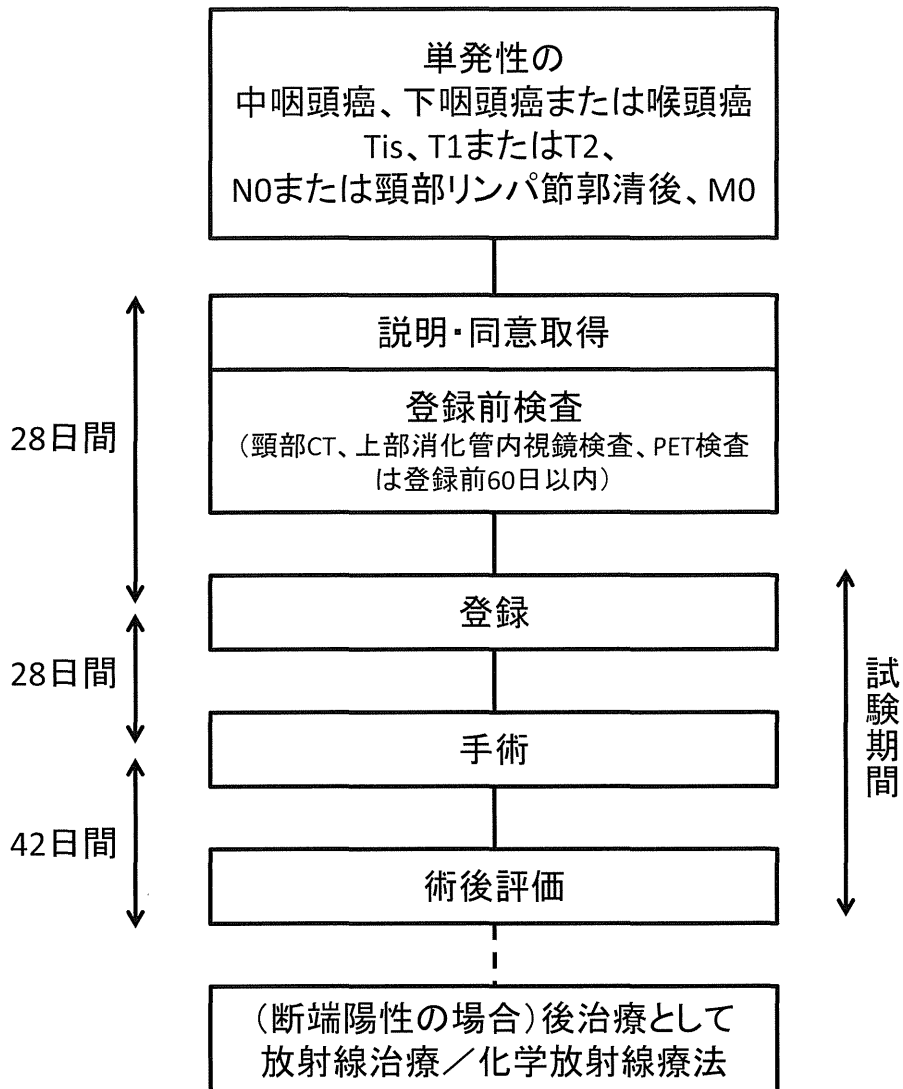 単発性の
中咽頭癌、下咽頭癌または喉頭癌
Tis、T1またはT2、
N0または頸部リンパ節郭清後、M0
説明・同意取得
登録前検査
（頸部CT、上部消化管内視鏡検査、PET検査
は登録前60日以内）
28日間
登録
28日間
手術
42日間
術後評価
試験期間
（断端陽性の場合）後治療として
放射線治療／化学放射線療法